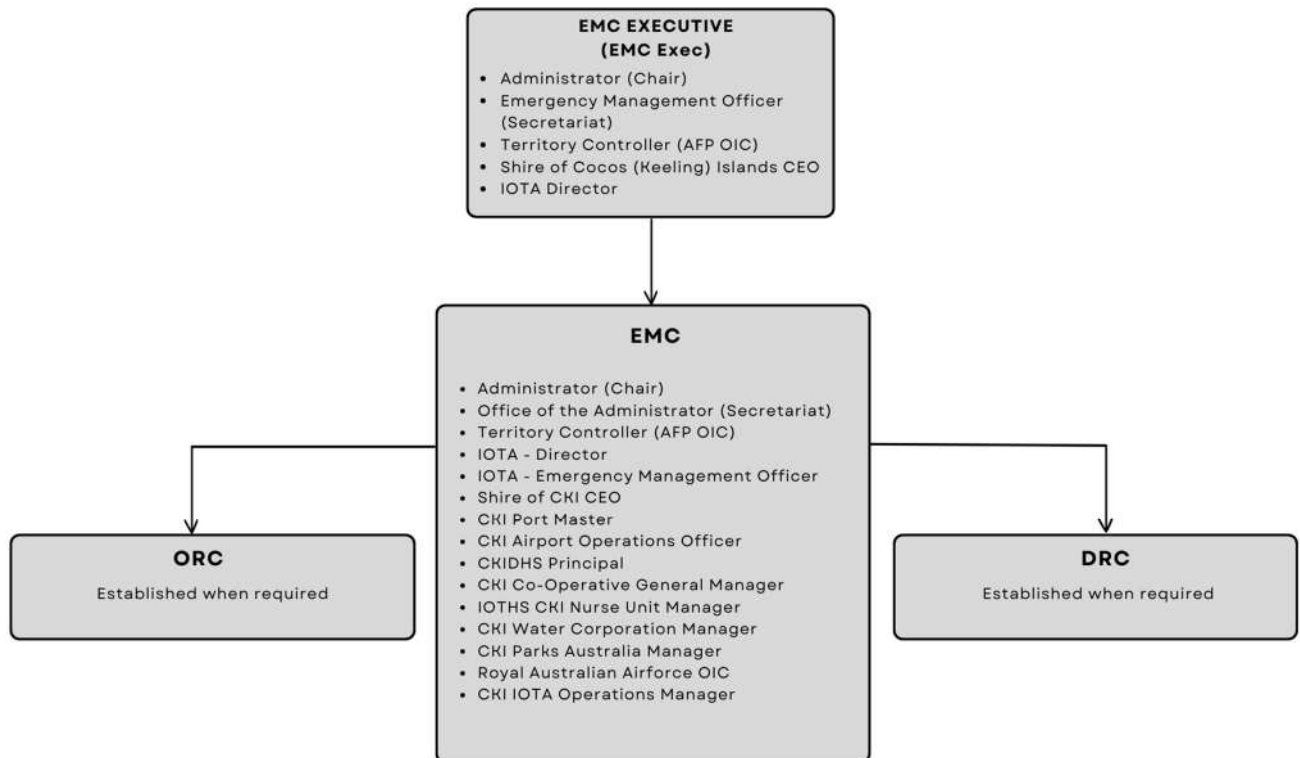 EMC EXECUTIVE
(EMC Exec)
• Administrator (Chair)
• Emergency Management Officer
(Secretariat)
• Territory Controller (AFP OIC)
• Shire of Cocos (Keeling) Islands CEO
• IOTA Director
EMC
• Administrator (Chair)
• Office of the Administrator (Secretariat)
• Territory Controller (AFP OIC)
• IOTA - Director
• IOTA - Emergency Management Officer
• Shire of CKI CEO
• CKI Port Master
• CKI Airport Operations Officer
• CKIDHS Principal
• CKI Co-Operative General Manager
• IOTHS CKI Nurse Unit Manager
• CKI Water Corporation Manager
• CKI Parks Australia Manager
• Royal Australian Airforce OIC
• CKI IOTA Operations Manager
ORC
Established when required
DRC
Established when required